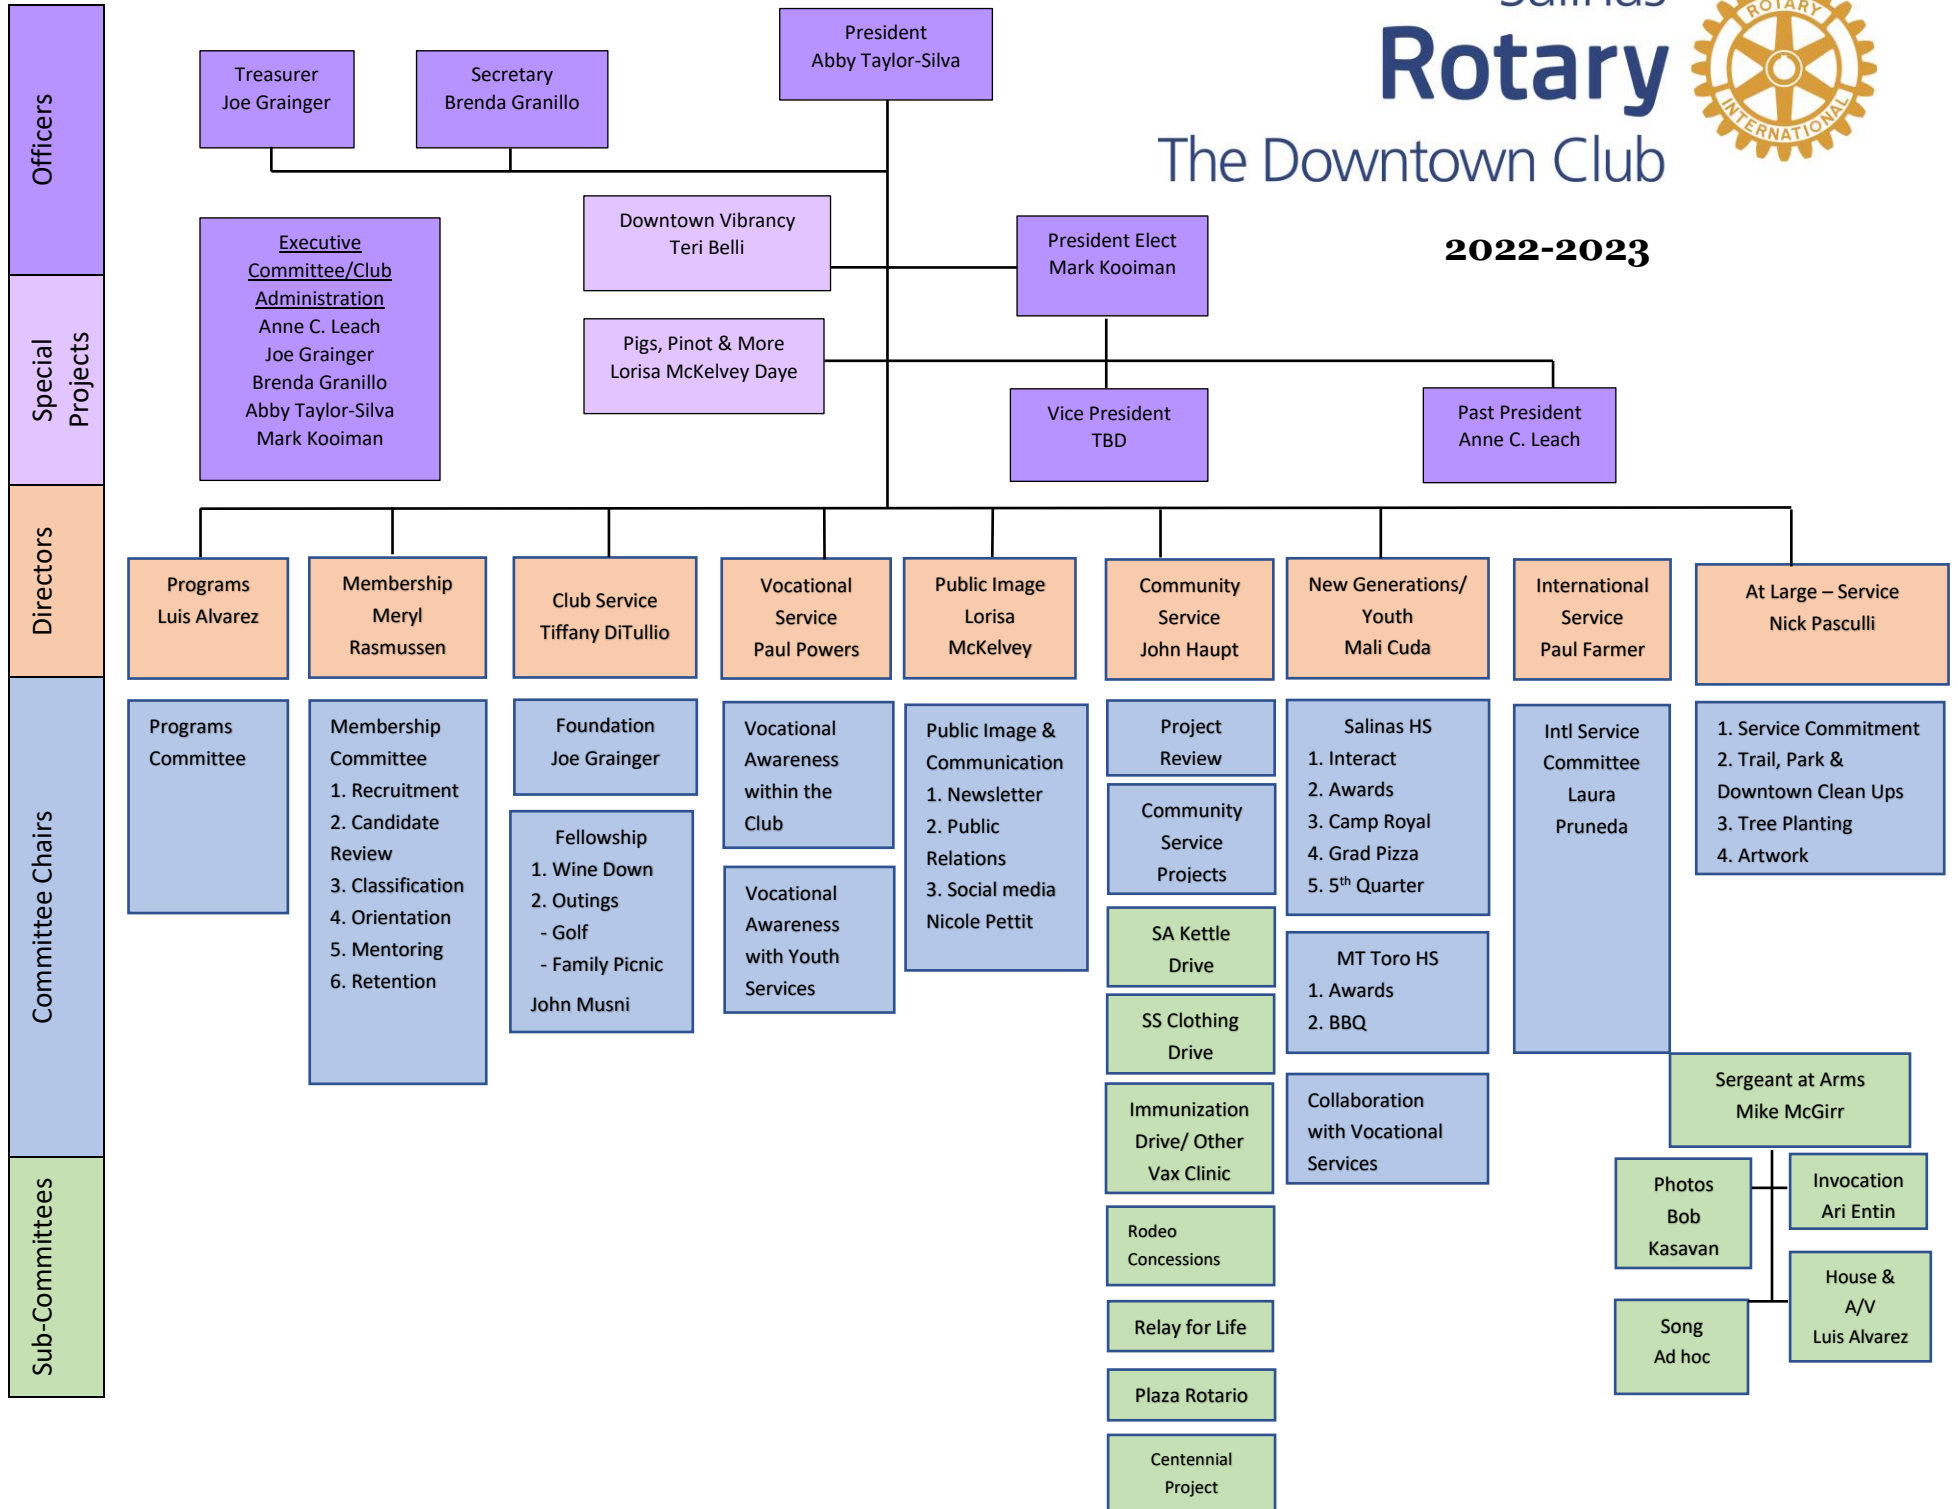 Salinas
Rotary
The Downtown Club
ROTARY
INTERNATIONAL
2022-2023
Officers
Special
Projects
Directors
Committee Chairs
Sub-Committees
President
Abby Taylor-Silva
Treasurer
Joe Grainger
Secretary
Brenda Granillo
Executive
Committee/Club
Administration
Anne C. Leach
Joe Grainger
Brenda Granillo
Abby Taylor-Silva
Mark Kooiman
Downtown Vibrancy
Teri Belli
President Elect
Mark Kooiman
Pigs, Pinot & More
Lorisa McKelvey Daye
Vice President
TBD
Past President
Anne C. Leach
Programs
Luis Alvarez
Membership
Meryl
Rasmussen
Club Service
Tiffany DiTullio
Vocational
Service
Paul Powers
Public Image
Lorisa
McKelvey
Community
Service
John Haupt
New Generations/
Youth
Mali Cuda
International
Service
Paul Farmer
At Large – Service
Nick Pasculli
Programs
Committee
Membership
Committee
1. Recruitment
2. Candidate
Review
3. Classification
4. Orientation
5. Mentoring
6. Retention
Foundation
Joe Grainger
Fellowship
1. Wine Down
2. Outings
- Golf
- Family Picnic
John Musni
Vocational
Awareness
within the
Club
Vocational
Awareness
with Youth
Services
Public Image &
Communication
1. Newsletter
2. Public
Relations
3. Social media
Nicole Pettit
Project
Review
Community
Service
Projects
SA Kettle
Drive
SS Clothing
Drive
Immunization
Drive/ Other
Vax Clinic
Rodeo
Concessions
Relay for Life
Plaza Rotario
Centennial
Project
Salinas HS
1. Interact
2. Awards
3. Camp Royal
4. Grad Pizza
5. 5th Quarter
MT Toro HS
1. Awards
2. BBQ
Collaboration
with Vocational
Services
Intl Service
Committee
Laura
Pruneda
1. Service Commitment
2. Trail, Park &
Downtown Clean Ups
3. Tree Planting
4. Artwork
Sergeant at Arms
Mike McGirr
Photos
Bob
Kasavan
Invocation
Ari Entin
Song
Ad hoc
House &
A/V
Luis Alvarez